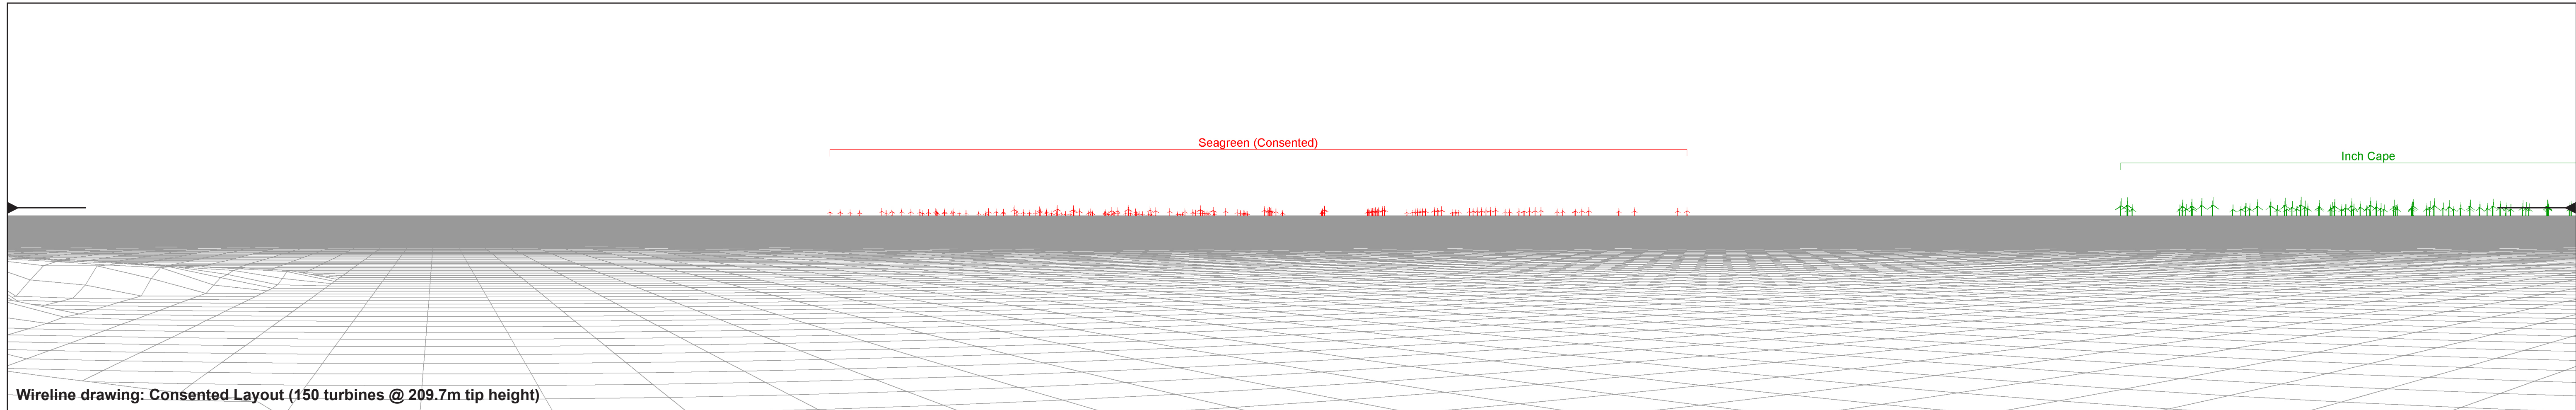 Seagreen (Consented)
Inch Cape
Wireline drawing: Consented Layout (150 turbines @ 209.7m tip height)